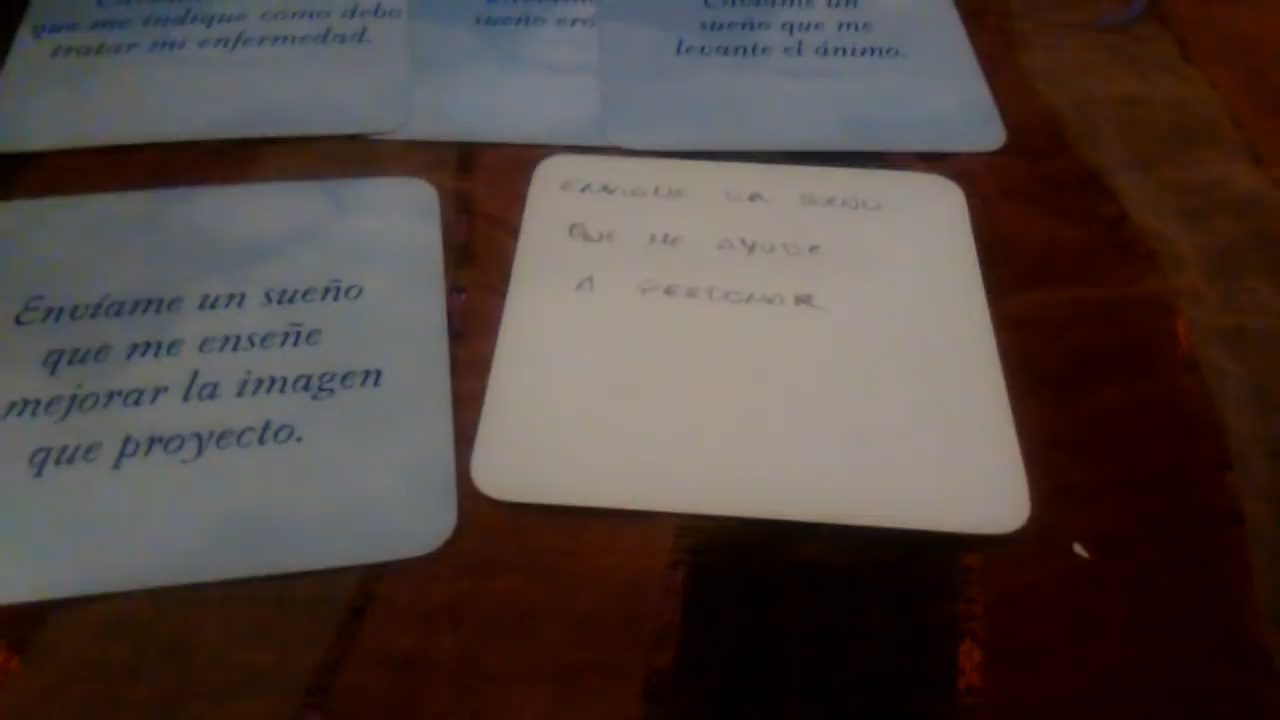 que me indique cómo debo
tratar mi enfermedad.
sueño
Envíame un
sueño que me
levante el ánimo.
Envíame un sueño
que me enseñe
mejorar la imagen
que proyecto.
SUEÑO
QUE ME AYUDE
A PERDONAR